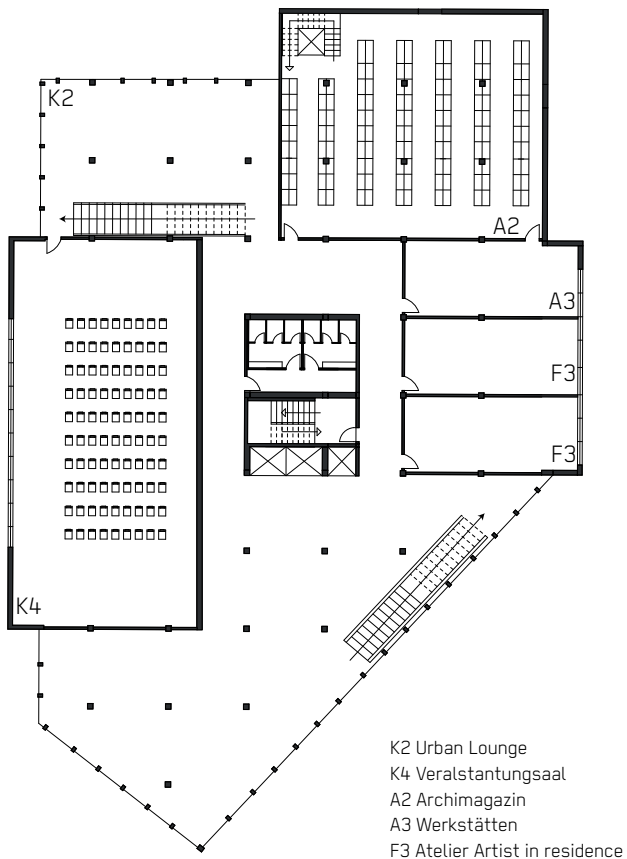 K2
A2
A3
F3
F3
K4
K2 Urban Lounge
K4 Veralstantungsaal
A2 Archimagazin
A3 Werkstätten
F3 Atelier Artist in residence